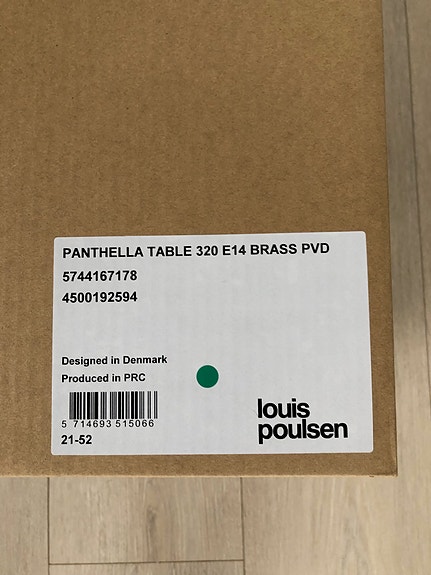 PANTHELLA TABLE 320 E14 BRASS PVD
5744167178
4500192594
Designed in Denmark
Produced in PRC
5 714693 515066
21-52
louis
poulsen